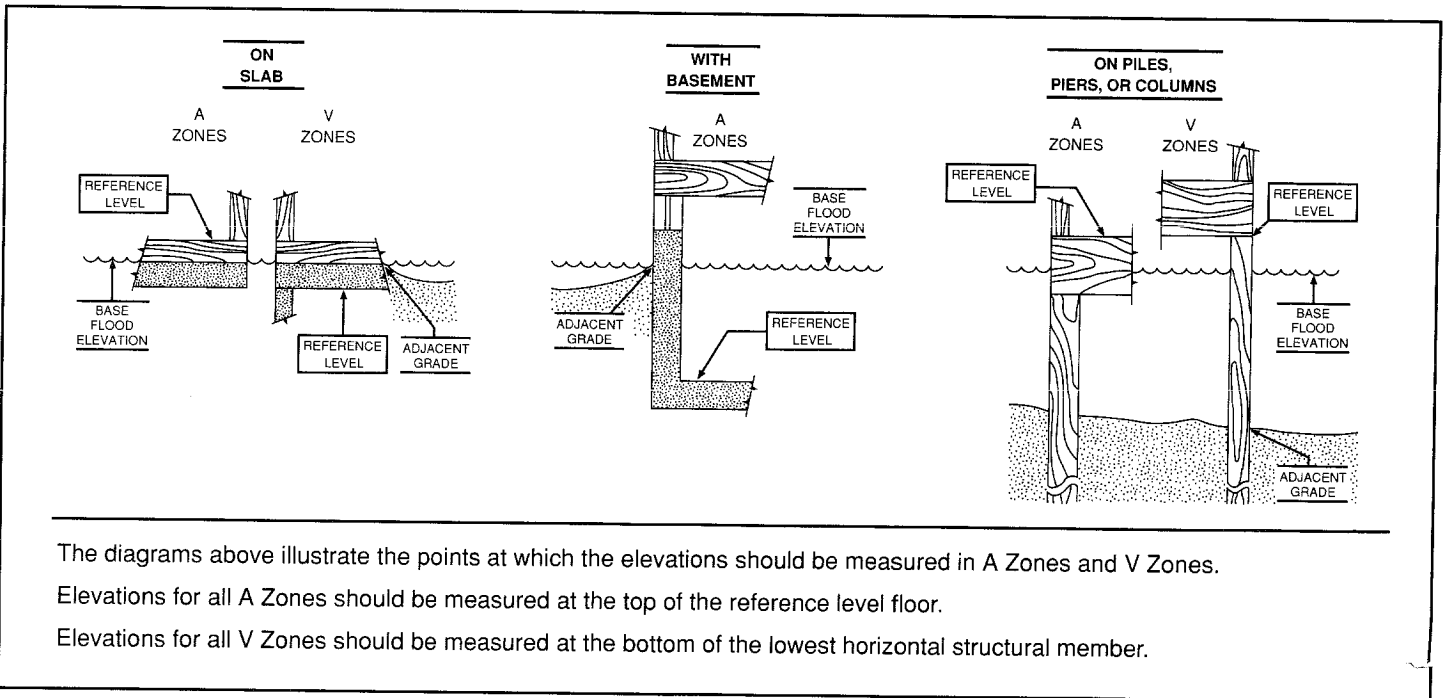 ON
SLAB
A
ZONES
V
ZONES
REFERENCE
LEVEL
BASE
FLOOD
ELEVATION
REFERENCE
LEVEL
ADJACENT
GRADE
WITH
BASEMENT
A
ZONES
BASE
FLOOD
ELEVATION
ADJACENT
GRADE
REFERENCE
LEVEL
ON PILES,
PIERS, OR COLUMNS
A
ZONES
V
ZONES
REFERENCE
LEVEL
REFERENCE
LEVEL
BASE
FLOOD
ELEVATION
ADJACENT
GRADE
The diagrams above illustrate the points at which the elevations should be measured in A Zones and V Zones.
Elevations for all A Zones should be measured at the top of the reference level floor.
Elevations for all V Zones should be measured at the bottom of the lowest horizontal structural member.